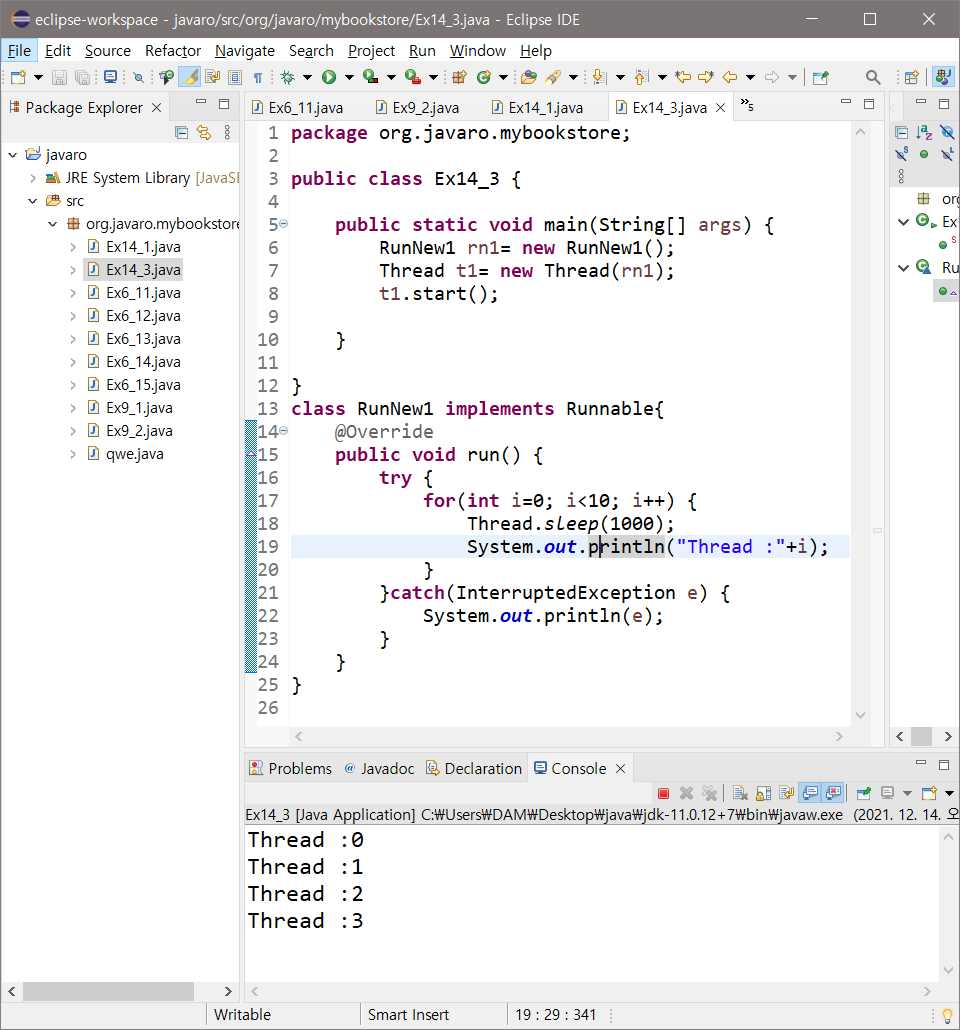 eclipse-workspace - javaro/src/org/javaro/mybookstore/Ex14_3.java - Eclipse IDE
File Edit Source Refactor Navigate Search Project Run Window Help
Package Explorer
javaro
JRE System Library [JavaSE
src
org.javaro.mybookstore
Ex14_1.java
Ex14_3.java
Ex6_11.java
Ex6_12.java
Ex6_13.java
Ex6_14.java
Ex6_15.java
Ex9_1.java
Ex9_2.java
qwe.java
Ex6_11.java Ex9_2.java Ex14_1.java Ex14_3.java »5
1 package org.javaro.mybookstore;
2
3 public class Ex14_3 {
4
5 public static void main(String[] args) {
6 RunNew1 rn1= new RunNew1();
7 Thread t1= new Thread(rn1);
8 t1.start();
9
10 }
11
12 }
13 class RunNew1 implements Runnable{
14 @Override
15 public void run() {
16 try {
17 for(int i=0; i<10; i++) {
18 Thread.sleep(1000);
19 System.out.println("Thread :"+i);
20 }
21 }catch(InterruptedException e) {
22 System.out.println(e);
23 }
24 }
25 }
26
org
Ex
Ru
Problems Javadoc Declaration Console
Ex14_3 [Java Application] C:₩Users₩DAM₩Desktop₩java₩jdk-11.0.12+7₩bin₩javaw.exe (2021. 12. 14. 오
Thread :0
Thread :1
Thread :2
Thread :3
Writable Smart Insert 19 : 29 : 341